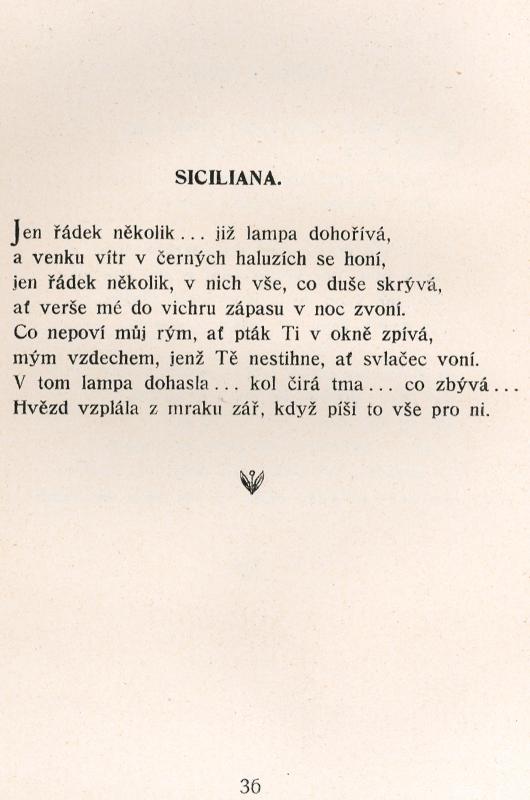 SICILIANA.
Jen řádek několik... již lampa dohořívá,
a venku vítr v černých haluzích se honí,
jen řádek několik, v nich vše, co duše skrývá,
ať verše mé do vichru zápasu v noc zvoní.
Co nepoví můj rým, ať pták Ti v okně zpívá,
mým vzdechem, jenž Tě nestihne, ať svlačec voní.
V tom lampa dohasla... kol čirá tma... co zbývá...
Hvězd vzplála z mraku zář, když píši to vše pro ni.
36